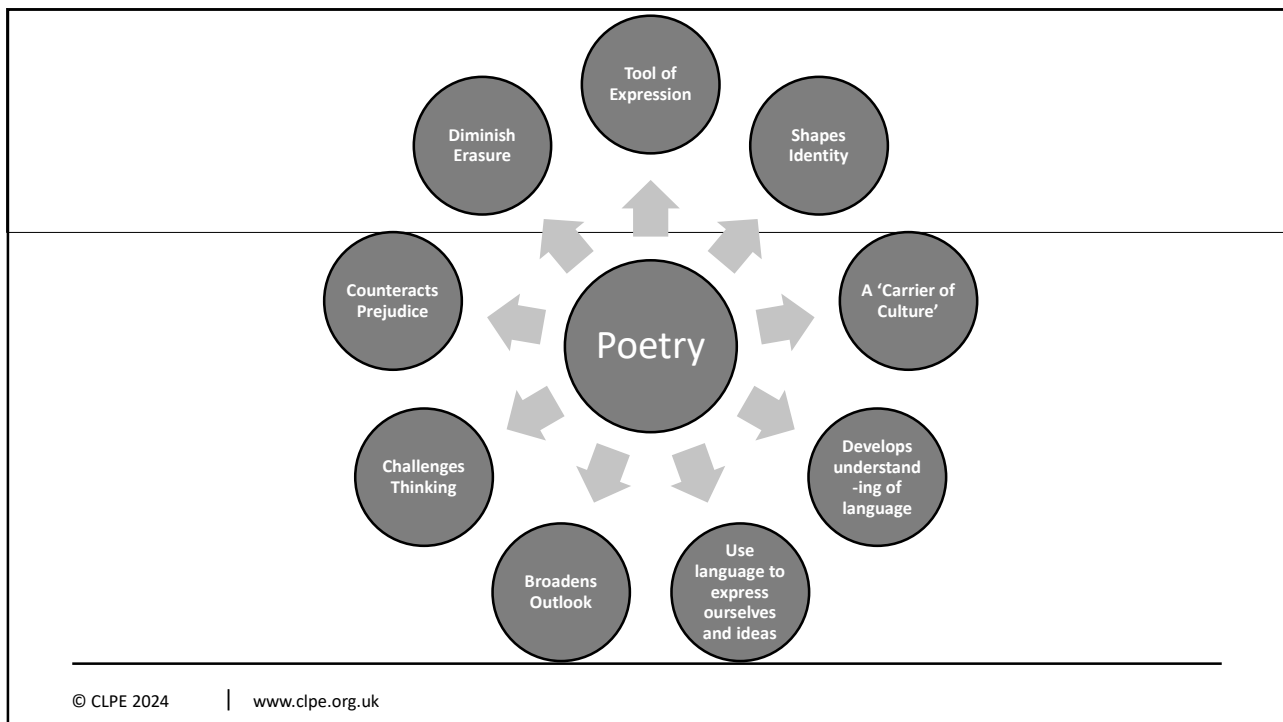 Tool of
Expression
Shapes
Identity
A ‘Carrier of
Culture’
Develops
understand
-ing of
language
Use
language to
express
ourselves
and ideas
Broadens
Outlook
Challenges
Thinking
Counteracts
Prejudice
Diminish
Erasure
Poetry
© CLPE 2024 | www.clpe.org.uk